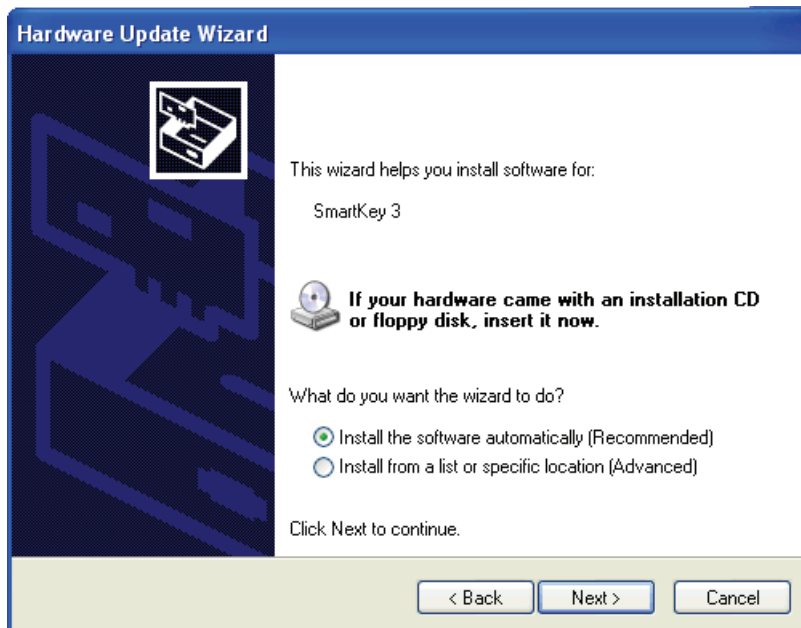 Hardware Update Wizard
This wizard helps you install software for:
SmartKey 3
If your hardware came with an installation CD
or floppy disk, insert it now.
What do you want the wizard to do?
Install the software automatically (Recommended)
Install from a list or specific location (Advanced)
Click Next to continue.
< Back Next > Cancel